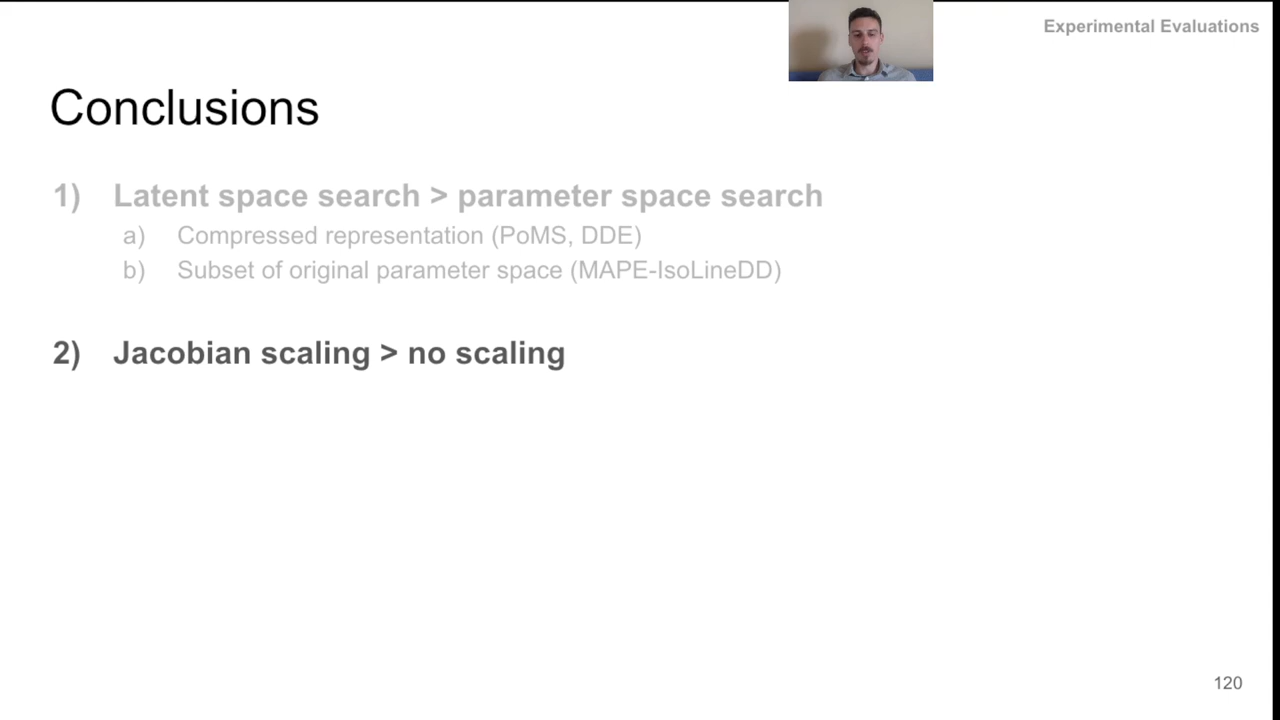 Experimental Evaluations
Conclusions
1) Latent space search > parameter space search
a) Compressed representation (PoMS, DDE)
b) Subset of original parameter space (MAPE-IsoLineDD)
2) Jacobian scaling > no scaling
120